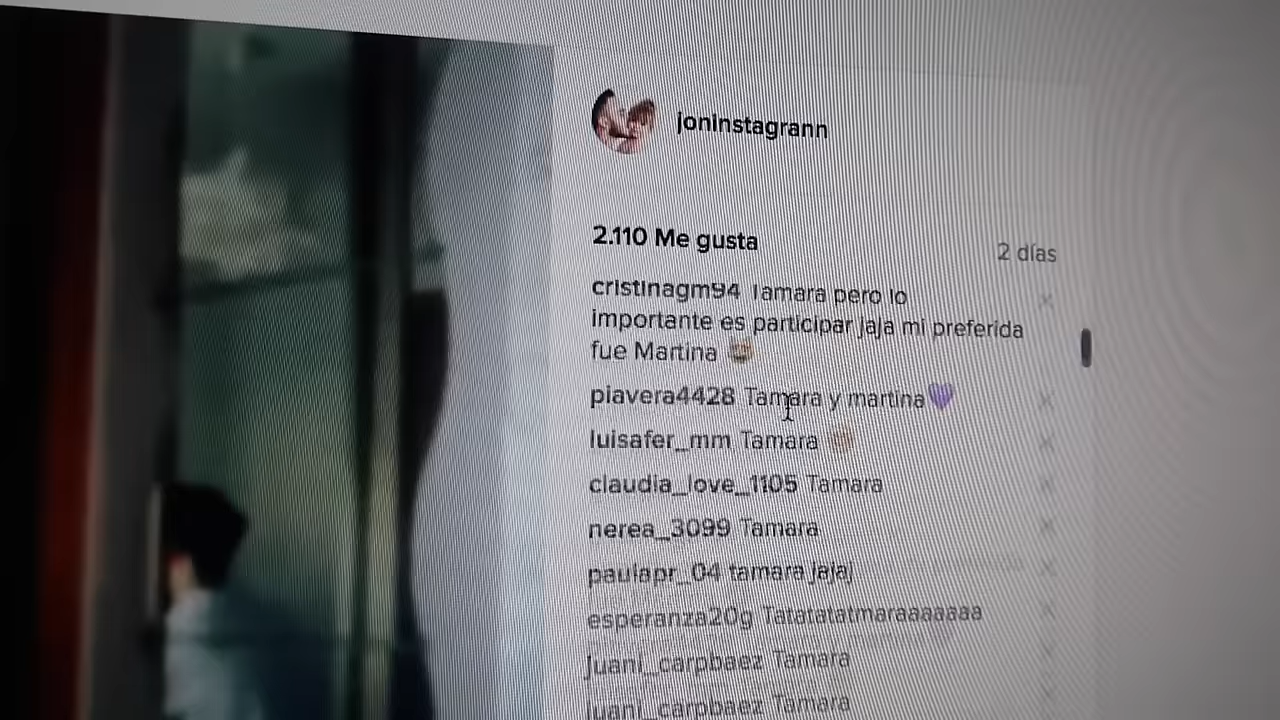 joninstagrann
2.110 Me gusta
2 días
cristinagm94 Tamara pero lo
importante es participar jaja mi preferida
fue Martina
piavera4428 Tamara y martina💜
luisafer_mm Tamara
claudia_love_1105 Tamara
nerea_3099 Tamara
paulapr_04 tamara jajaj
esperanza20g Tatatatatmaraaaaaaa
juani_carpbaez Tamara
juani_carpbaez Tamara